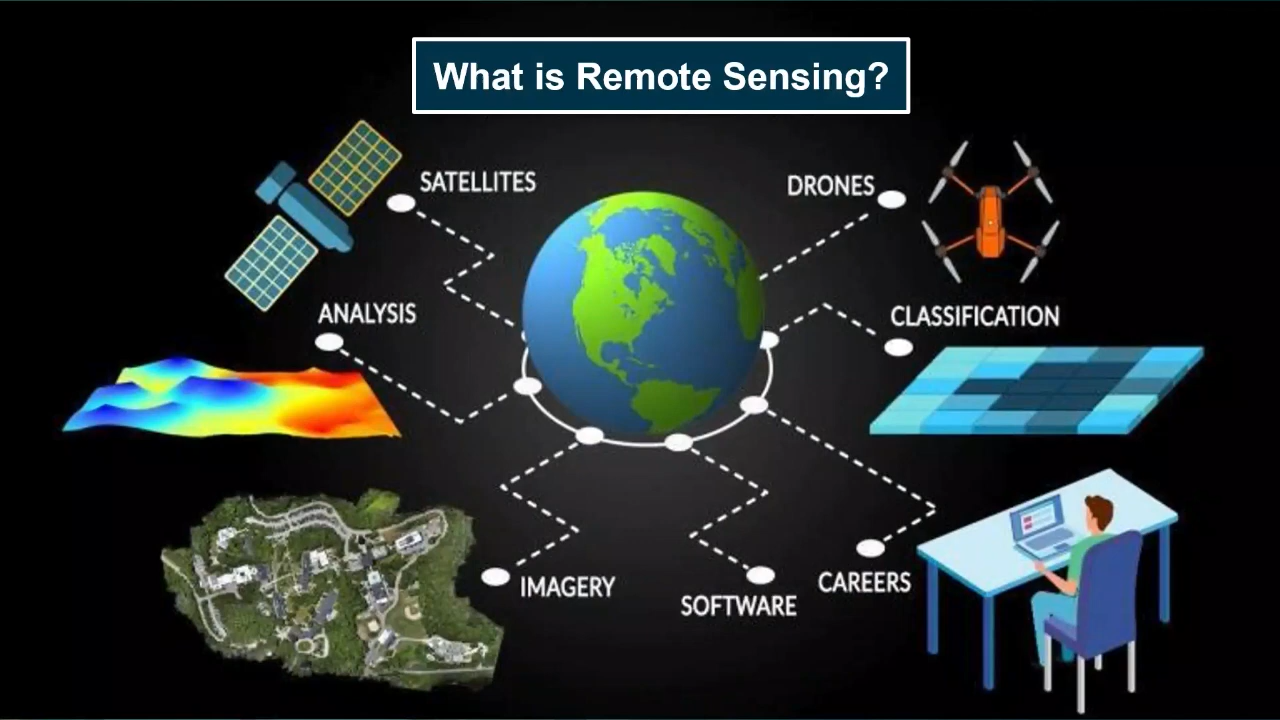 What is Remote Sensing?
SATELLITES
DRONES
ANALYSIS
CLASSIFICATION
IMAGERY
SOFTWARE
CAREERS